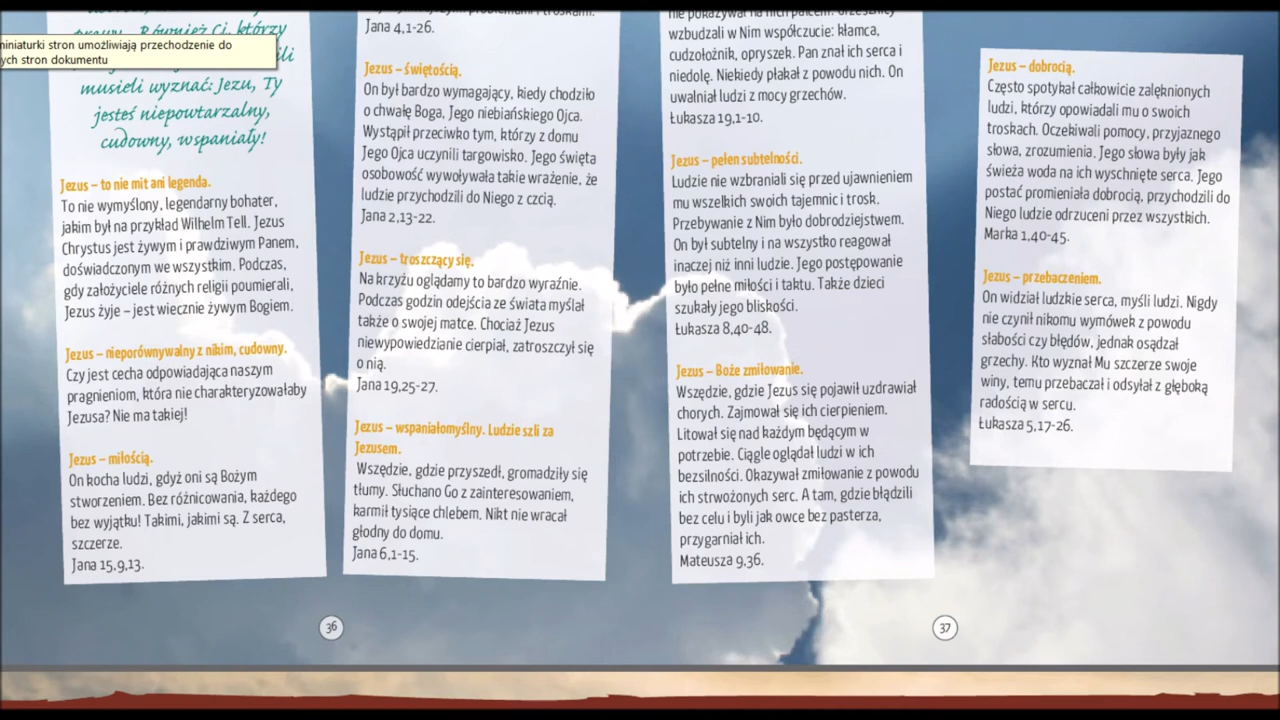 miniaturki stron umożliwiają przechodzenie do
ych stron dokumentu
prawy. Również Ci, którzy
musieli wyznać: Jezu, Ty
jesteś niepowtarzalny,
cudowny, wspaniały!
Jezus – to nie mit ani legenda.
To nie wymyślony, legendarny bohater,
jakim był na przykład Wilhelm Tell. Jezus
Chrystus jest żywym i prawdziwym Panem,
doświadczonym we wszystkim. Podczas,
gdy założyciele różnych religii poumierali,
Jezus żyje – jest wiecznie żywym Bogiem.
Jezus – nieporównywalny z nikim, cudowny.
Czy jest cecha odpowiadająca naszym
pragnieniom, która nie charakteryzowałaby
Jezusa? Nie ma takiej!
Jezus – miłością.
On kocha ludzi, gdyż oni są Bożym
stworzeniem. Bez różnicowania, każdego
bez wyjątku! Takimi, jakimi są. Z serca,
szczerze.
Jana 15,9,13.
problemami i troskami.
Jana 4,1-26.
Jezus – świętością.
On był bardzo wymagający, kiedy chodziło
o chwałę Boga, Jego niebiańskiego Ojca.
Wystąpił przeciwko tym, którzy z domu
Jego Ojca uczynili targowisko. Jego święta
osobowość wywoływała takie wrażenie, że
ludzie przychodzili do Niego z czcią.
Jana 2,13-22.
Jezus – troszczący się.
Na krzyżu oglądamy to bardzo wyraźnie.
Podczas godzin odejścia ze świata myślał
także o swojej matce. Chociaż Jezus
niewypowiedzianie cierpiał, zatroszczył się
o nią.
Jana 19,25-27.
Jezus – wspaniałomyślny. Ludzie szli za
Jezusem.
Wszędzie, gdzie przyszedł, gromadziły się
tłumy. Słuchano Go z zainteresowaniem,
karmił tysiące chlebem. Nikt nie wracał
głodny do domu.
Jana 6,1-15.
36
nie pokazywał na nich palcem. Grzesznicy
wzbudzali w Nim współczucie: kłamca,
cudzołożnik, opryszek. Pan znał ich serca i
niedolę. Niekiedy płakał z powodu nich. On
uwalniał ludzi z mocy grzechów.
Łukasza 19,1-10.
Jezus – pełen subtelności.
Ludzie nie wzbraniali się przed ujawnieniem
mu wszelkich swoich tajemnic i trosk.
Przebywanie z Nim było dobrodziejstwem.
On był subtelny i na wszystko reagował
inaczej niż inni ludzie. Jego postępowanie
było pełne miłości i taktu. Także dzieci
szukały jego bliskości.
Łukasza 8,40-48.
Jezus – Boże zmiłowanie.
Wszędzie, gdzie Jezus się pojawił uzdrawiał
chorych. Zajmował się ich cierpieniem.
Litował się nad każdym będącym w
potrzebie. Ciągle oglądał ludzi w ich
bezsilności. Okazywał zmiłowanie z powodu
ich strwożonych serc. A tam, gdzie błądzili
bez celu i byli jak owce bez pasterza,
przygarniał ich.
Mateusza 9,36.
Jezus – dobrocią.
Często spotykał całkowicie zalęknionych
ludzi, którzy opowiadali mu o swoich
troskach. Oczekiwali pomocy, przyjaznego
słowa, zrozumienia. Jego słowa były jak
świeża woda na ich wyschnięte serca. Jego
postać promieniała dobrocią, przychodzili do
Niego ludzie odrzuceni przez wszystkich.
Marka 1,40-45.
Jezus – przebaczeniem.
On widział ludzkie serca, myśli ludzi. Nigdy
nie czynił nikomu wymówek z powodu
słabości czy błędów, jednak osądzał
grzechy. Kto wyznał Mu szczerze swoje
winy, temu przebaczał i odsyłał z głęboką
radością w sercu.
Łukasza 5,17-26.
37